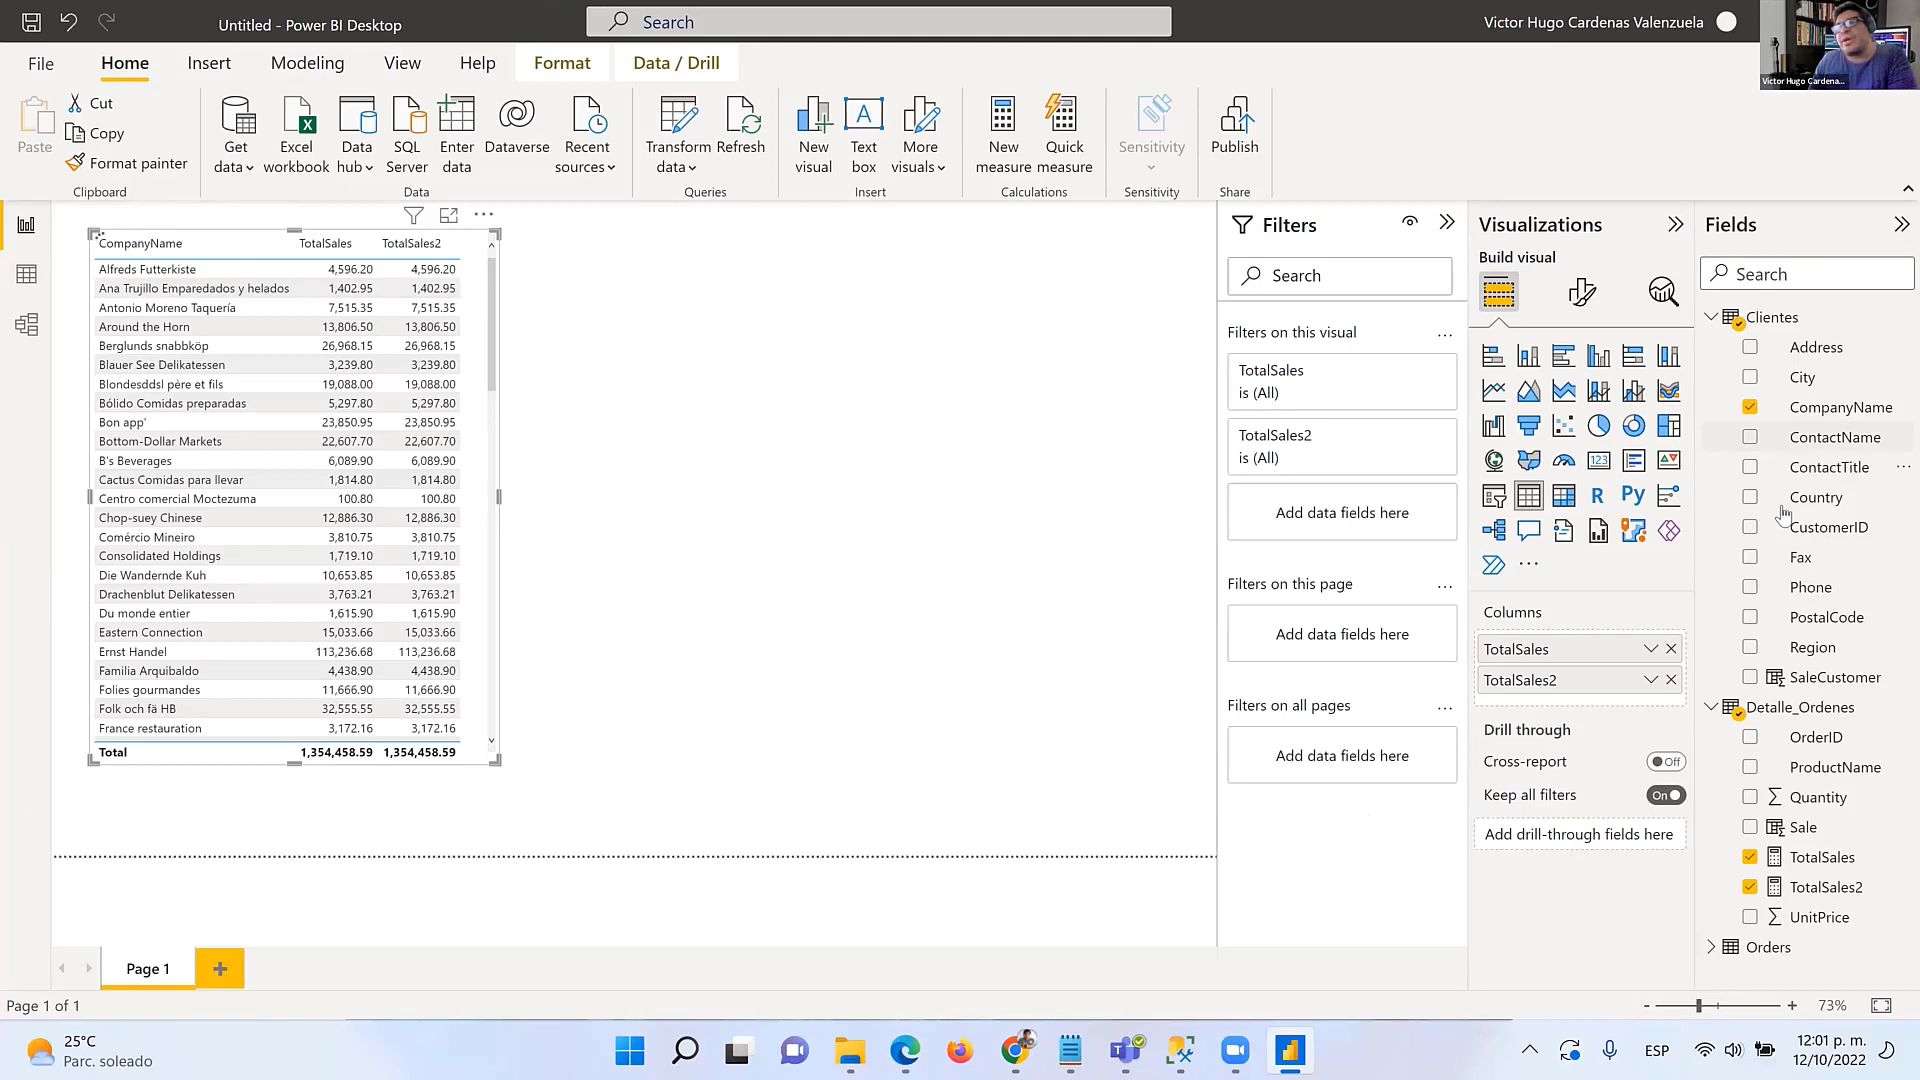 Untitled - Power BI Desktop
Search
Victor Hugo Cardenas Valenzuela
Victor Hugo Cardena...
File
Home
Insert
Modeling
View
Help
Format
Data / Drill
Paste
Cut
Copy
Format painter
Clipboard
Get data
Excel workbook
Data hub
SQL Server
Enter data
Dataverse
Recent sources
Data
Transform data
Refresh
Queries
New visual
Text box
More visuals
Insert
New measure
Quick measure
Calculations
Sensitivity
Sensitivity
Publish
Share
CompanyName TotalSales TotalSales2
Alfreds Futterkiste 4,596.20 4,596.20
Ana Trujillo Emparedados y helados 1,402.95 1,402.95
Antonio Moreno Taquería 7,515.35 7,515.35
Around the Horn 13,806.50 13,806.50
Berglunds snabbköp 26,968.15 26,968.15
Blauer See Delikatessen 3,239.80 3,239.80
Blondesddsl père et fils 19,088.00 19,088.00
Bólido Comidas preparadas 5,297.80 5,297.80
Bon app' 23,850.95 23,850.95
Bottom-Dollar Markets 22,607.70 22,607.70
B's Beverages 6,089.90 6,089.90
Cactus Comidas para llevar 1,814.80 1,814.80
Centro comercial Moctezuma 100.80 100.80
Chop-suey Chinese 12,886.30 12,886.30
Comércio Mineiro 3,810.75 3,810.75
Consolidated Holdings 1,719.10 1,719.10
Die Wandernde Kuh 10,653.85 10,653.85
Drachenblut Delikatessen 3,763.21 3,763.21
Du monde entier 1,615.90 1,615.90
Eastern Connection 15,033.66 15,033.66
Ernst Handel 113,236.68 113,236.68
Familia Arquibaldo 4,438.90 4,438.90
Folies gourmandes 11,666.90 11,666.90
Folk och fä HB 32,555.55 32,555.55
France restauration 3,172.16 3,172.16
Total 1,354,458.59 1,354,458.59
Filters
Search
Filters on this visual
TotalSales
is (All)
TotalSales2
is (All)
Add data fields here
Filters on this page
Add data fields here
Filters on all pages
Add data fields here
Visualizations
Build visual
123
R
Py
Columns
TotalSales
TotalSales2
Drill through
Cross-report Off
Keep all filters On
Add drill-through fields here
Fields
Search
Clientes
Address
City
CompanyName
ContactName
ContactTitle
Country
CustomerID
Fax
Phone
PostalCode
Region
SaleCustomer
Detalle_Ordenes
OrderID
ProductName
Quantity
Sale
TotalSales
TotalSales2
UnitPrice
Orders
Page 1
Page 1 of 1
73%
25°C
Parc. soleado
ESP
12:01 p. m.
12/10/2022